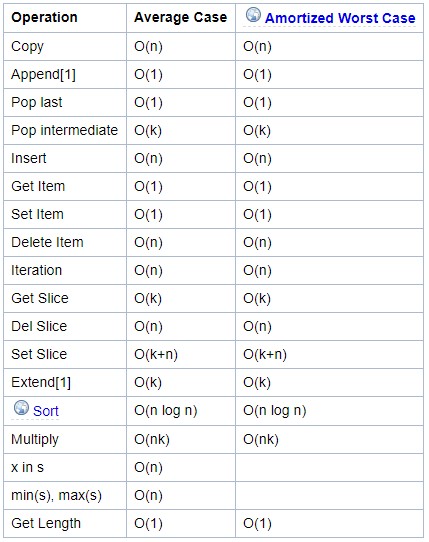 Operation Average Case Amortized Worst Case
Copy O(n) O(n)
Append[1] O(1) O(1)
Pop last O(1) O(1)
Pop intermediate O(k) O(k)
Insert O(n) O(n)
Get Item O(1) O(1)
Set Item O(1) O(1)
Delete Item O(n) O(n)
Iteration O(n) O(n)
Get Slice O(k) O(k)
Del Slice O(n) O(n)
Set Slice O(k+n) O(k+n)
Extend[1] O(k) O(k)
Sort O(n log n) O(n log n)
Multiply O(nk) O(nk)
x in s O(n)
min(s), max(s) O(n)
Get Length O(1) O(1)